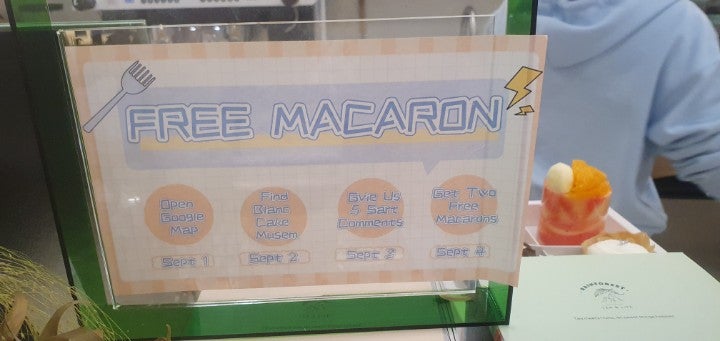 FREE MACARON
Open
Google
Map
Sept 1
Find
Blanc
Cake
Musem
Sept 2
Gvie Us
5 Sart
Comments
Sept 3
Get Two
Free
Macarons
Sept 4